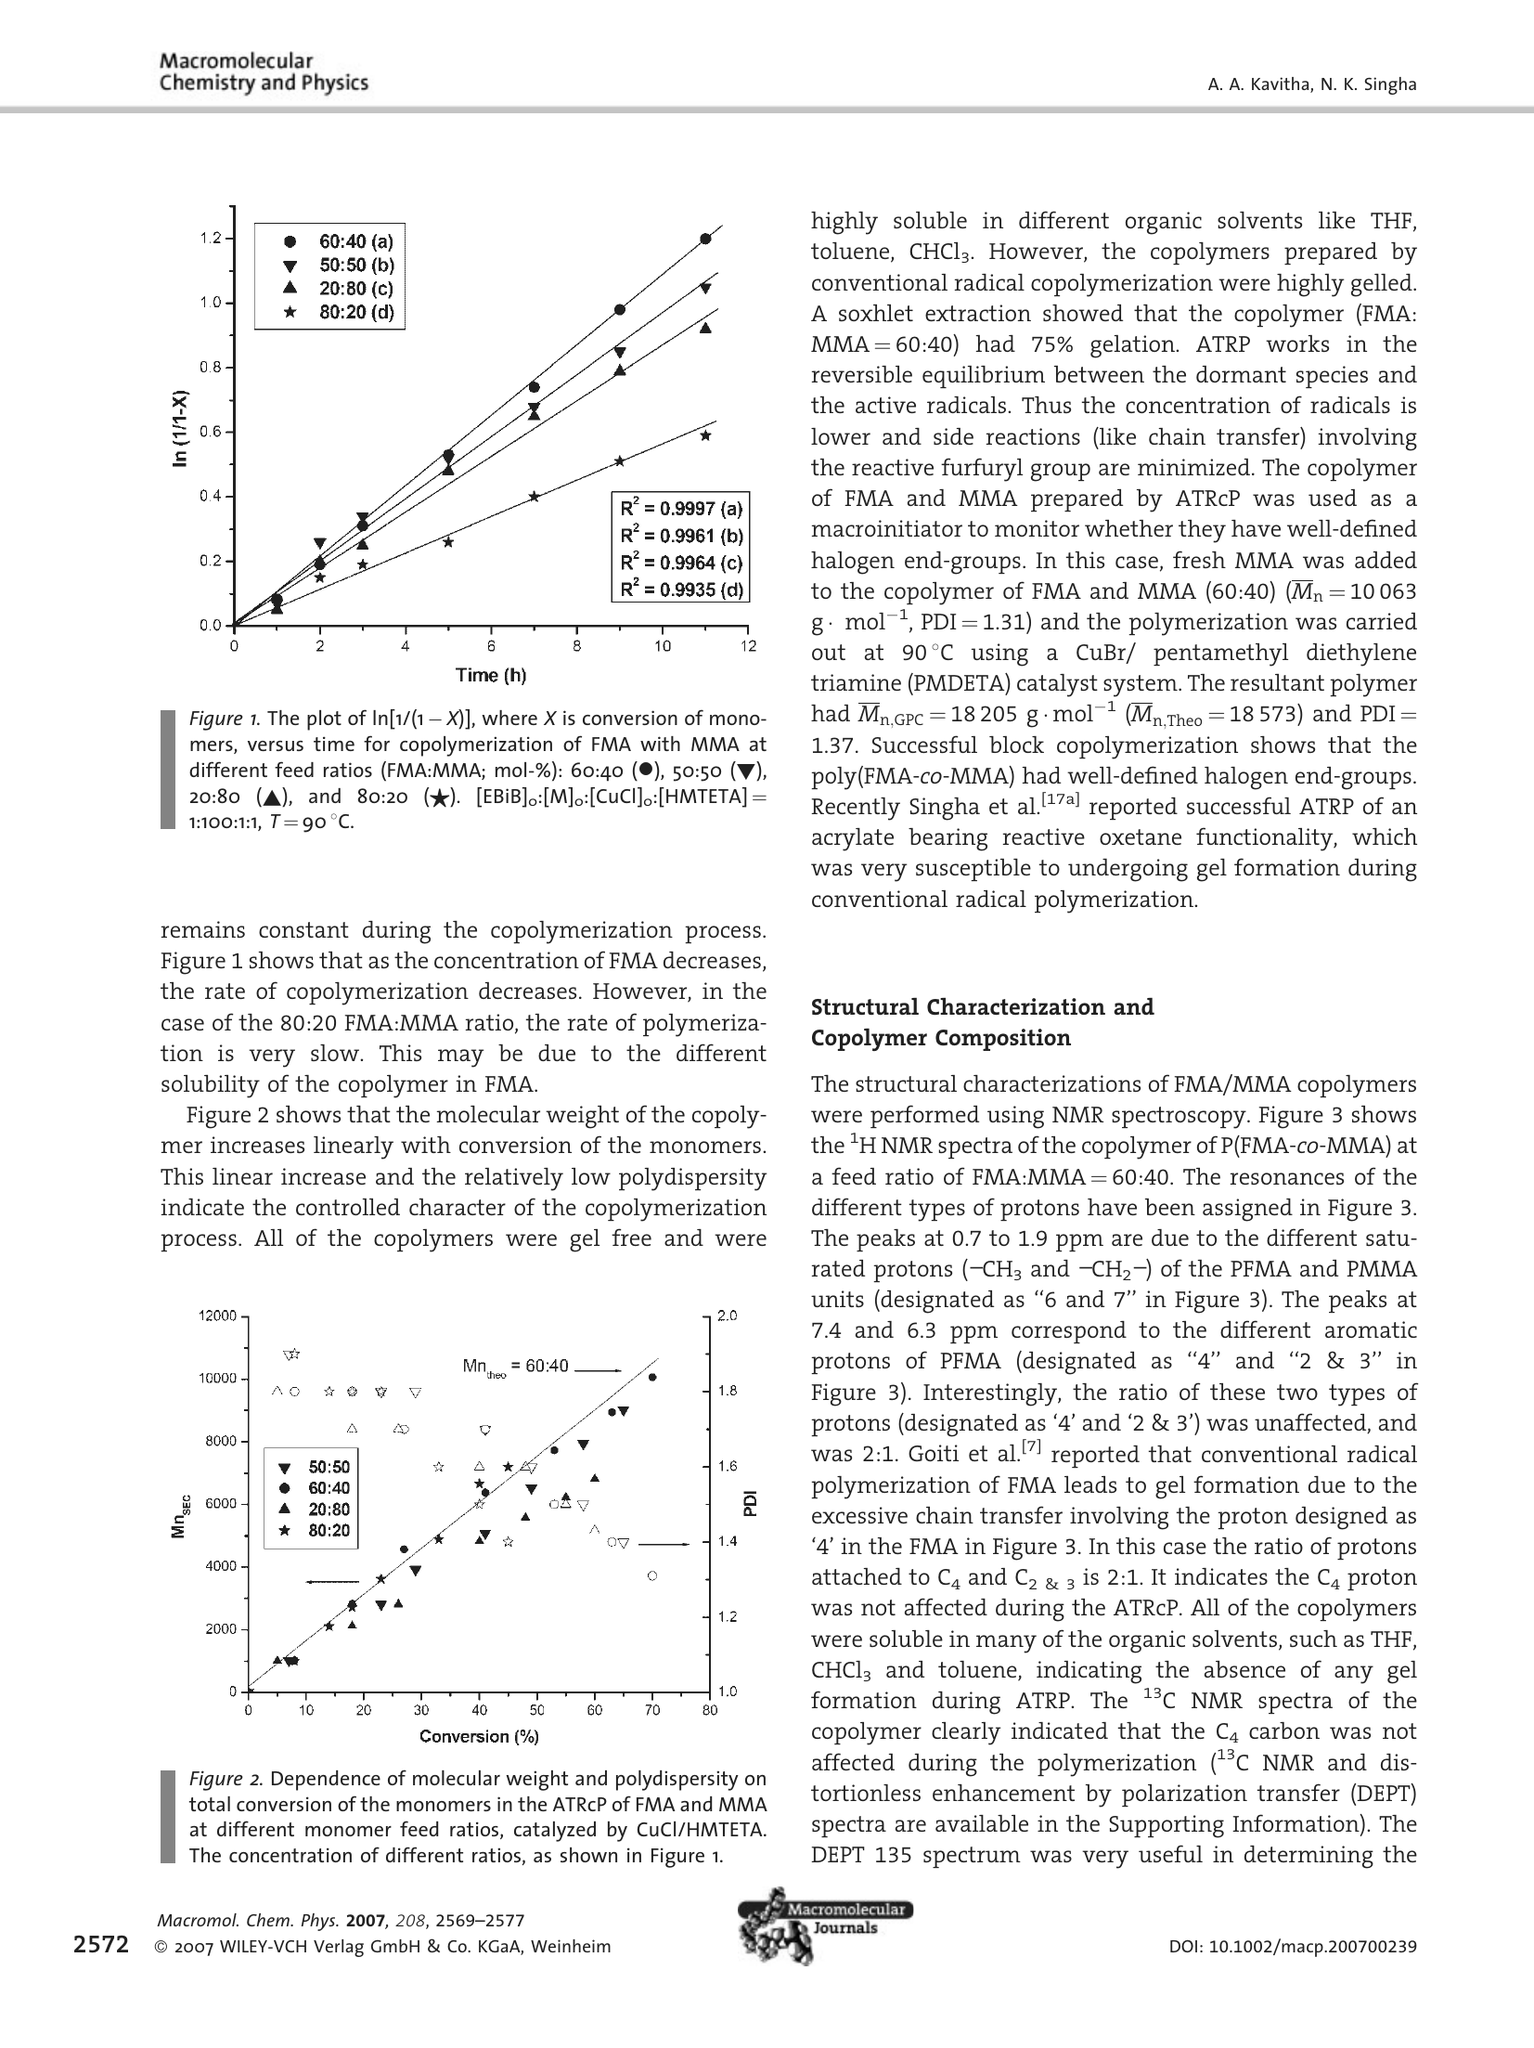 Macromolecular
Chemistry and Physics
A. A. Kavitha, N. K. Singha
1.2
1.0
0.8
0.6
0.4
0.2
0.0
ln (1/1-X)
60:40 (a)
50:50 (b)
20:80 (c)
80:20 (d)
R² = 0.9997 (a)
R² = 0.9961 (b)
R² = 0.9964 (c)
R² = 0.9935 (d)
0 2 4 6 8 10 12
Time (h)
Figure 1. The plot of ln[1/(1 − X)], where X is conversion of mono-
mers, versus time for copolymerization of FMA with MMA at
different feed ratios (FMA:MMA; mol-%): 60:40 (●), 50:50 (▼),
20:80 (▲), and 80:20 (★). [EBiB]₀:[M]₀:[CuCl]₀:[HMTETA] =
1:100:1:1, T = 90 °C.
remains constant during the copolymerization process.
Figure 1 shows that as the concentration of FMA decreases,
the rate of copolymerization decreases. However, in the
case of the 80:20 FMA:MMA ratio, the rate of polymeriza-
tion is very slow. This may be due to the different
solubility of the copolymer in FMA.
Figure 2 shows that the molecular weight of the copoly-
mer increases linearly with conversion of the monomers.
This linear increase and the relatively low polydispersity
indicate the controlled character of the copolymerization
process. All of the copolymers were gel free and were
12000
10000
8000
6000
4000
2000
0
Mn SEC
Mn theo = 60:40
50:50
60:40
20:80
80:20
2.0
1.8
1.6
1.4
1.2
1.0
PDI
0 10 20 30 40 50 60 70 80
Conversion (%)
Figure 2. Dependence of molecular weight and polydispersity on
total conversion of the monomers in the ATRcP of FMA and MMA
at different monomer feed ratios, catalyzed by CuCl/HMTETA.
The concentration of different ratios, as shown in Figure 1.
highly soluble in different organic solvents like THF,
toluene, CHCl₃. However, the copolymers prepared by
conventional radical copolymerization were highly gelled.
A soxhlet extraction showed that the copolymer (FMA:
MMA = 60:40) had 75% gelation. ATRP works in the
reversible equilibrium between the dormant species and
the active radicals. Thus the concentration of radicals is
lower and side reactions (like chain transfer) involving
the reactive furfuryl group are minimized. The copolymer
of FMA and MMA prepared by ATRcP was used as a
macroinitiator to monitor whether they have well-defined
halogen end-groups. In this case, fresh MMA was added
to the copolymer of FMA and MMA (60:40) (M̅n = 10 063
g · mol⁻¹, PDI = 1.31) and the polymerization was carried
out at 90 °C using a CuBr/ pentamethyl diethylene
triamine (PMDETA) catalyst system. The resultant polymer
had M̅n,GPC = 18 205 g · mol⁻¹ (M̅n,Theo = 18 573) and PDI =
1.37. Successful block copolymerization shows that the
poly(FMA-co-MMA) had well-defined halogen end-groups.
Recently Singha et al.[17a] reported successful ATRP of an
acrylate bearing reactive oxetane functionality, which
was very susceptible to undergoing gel formation during
conventional radical polymerization.
Structural Characterization and
Copolymer Composition
The structural characterizations of FMA/MMA copolymers
were performed using NMR spectroscopy. Figure 3 shows
the ¹H NMR spectra of the copolymer of P(FMA-co-MMA) at
a feed ratio of FMA:MMA = 60:40. The resonances of the
different types of protons have been assigned in Figure 3.
The peaks at 0.7 to 1.9 ppm are due to the different satu-
rated protons (–CH₃ and –CH₂–) of the PFMA and PMMA
units (designated as “6 and 7” in Figure 3). The peaks at
7.4 and 6.3 ppm correspond to the different aromatic
protons of PFMA (designated as “4” and “2 & 3” in
Figure 3). Interestingly, the ratio of these two types of
protons (designated as ‘4’ and ‘2 & 3’) was unaffected, and
was 2:1. Goiti et al.[7] reported that conventional radical
polymerization of FMA leads to gel formation due to the
excessive chain transfer involving the proton designed as
‘4’ in the FMA in Figure 3. In this case the ratio of protons
attached to C₄ and C₂ & ₃ is 2:1. It indicates the C₄ proton
was not affected during the ATRcP. All of the copolymers
were soluble in many of the organic solvents, such as THF,
CHCl₃ and toluene, indicating the absence of any gel
formation during ATRP. The ¹³C NMR spectra of the
copolymer clearly indicated that the C₄ carbon was not
affected during the polymerization (¹³C NMR and dis-
tortionless enhancement by polarization transfer (DEPT)
spectra are available in the Supporting Information). The
DEPT 135 spectrum was very useful in determining the
Macromol. Chem. Phys. 2007, 208, 2569–2577
2572 © 2007 WILEY-VCH Verlag GmbH & Co. KGaA, Weinheim
Macromolecular
Journals
DOI: 10.1002/macp.200700239